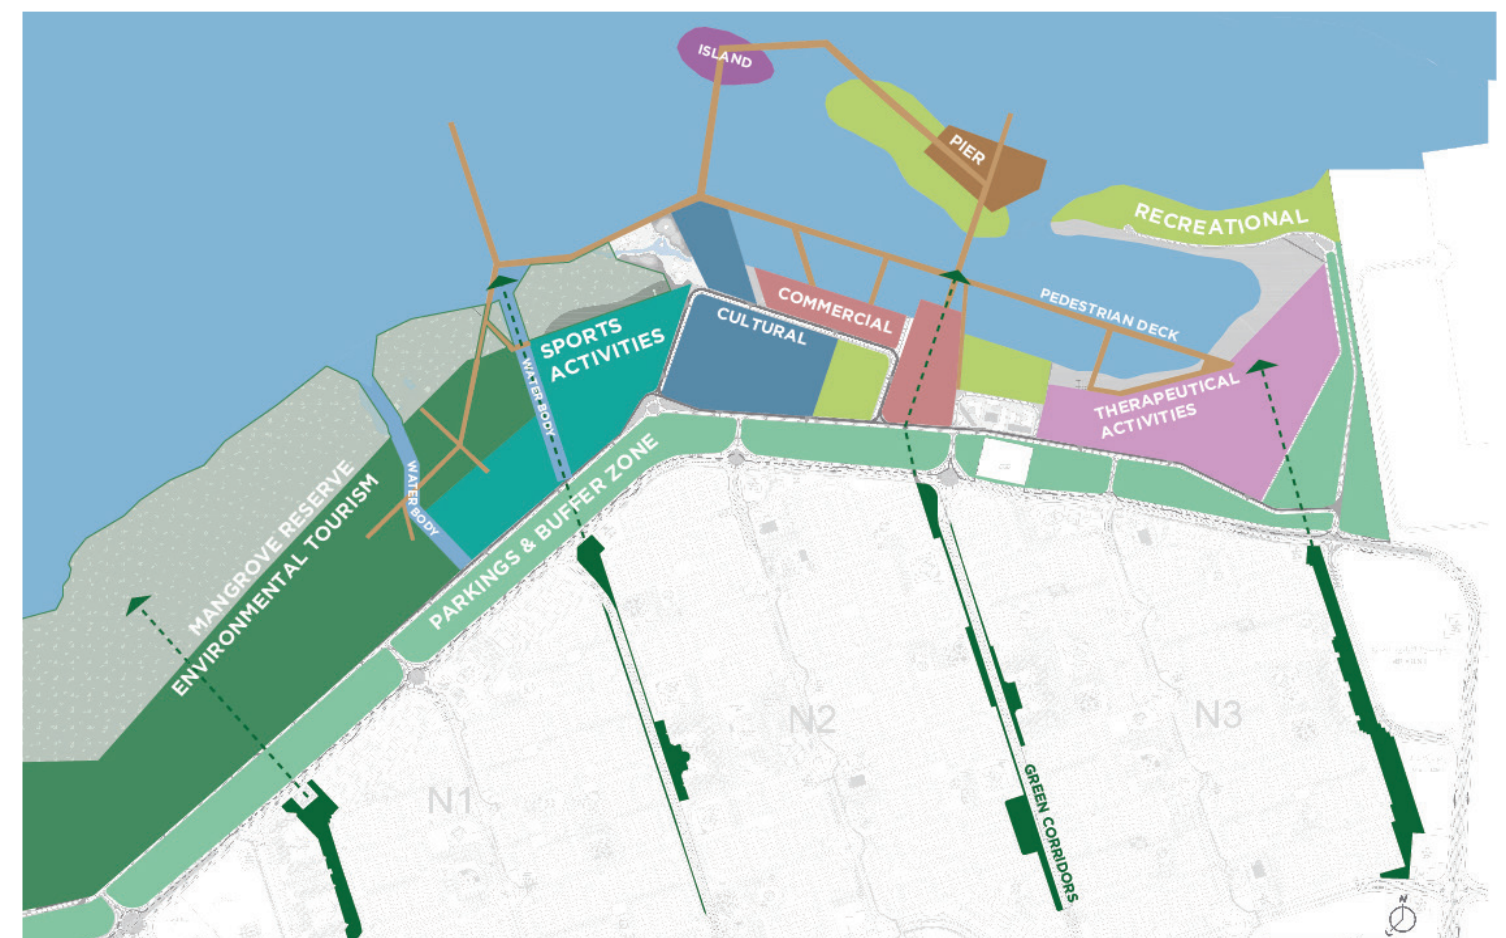 ISLAND
PIER
RECREATIONAL
PEDESTRIAN DECK
COMMERCIAL
CULTURAL
SPORTS
ACTIVITIES
WATER BODY
THERAPEUTICAL
ACTIVITIES
WATER BODY
MANGROVE RESERVE
ENVIRONMENTAL TOURISM
PARKINGS & BUFFER ZONE
N1
N2
N3
GREEN CORRIDORS
N